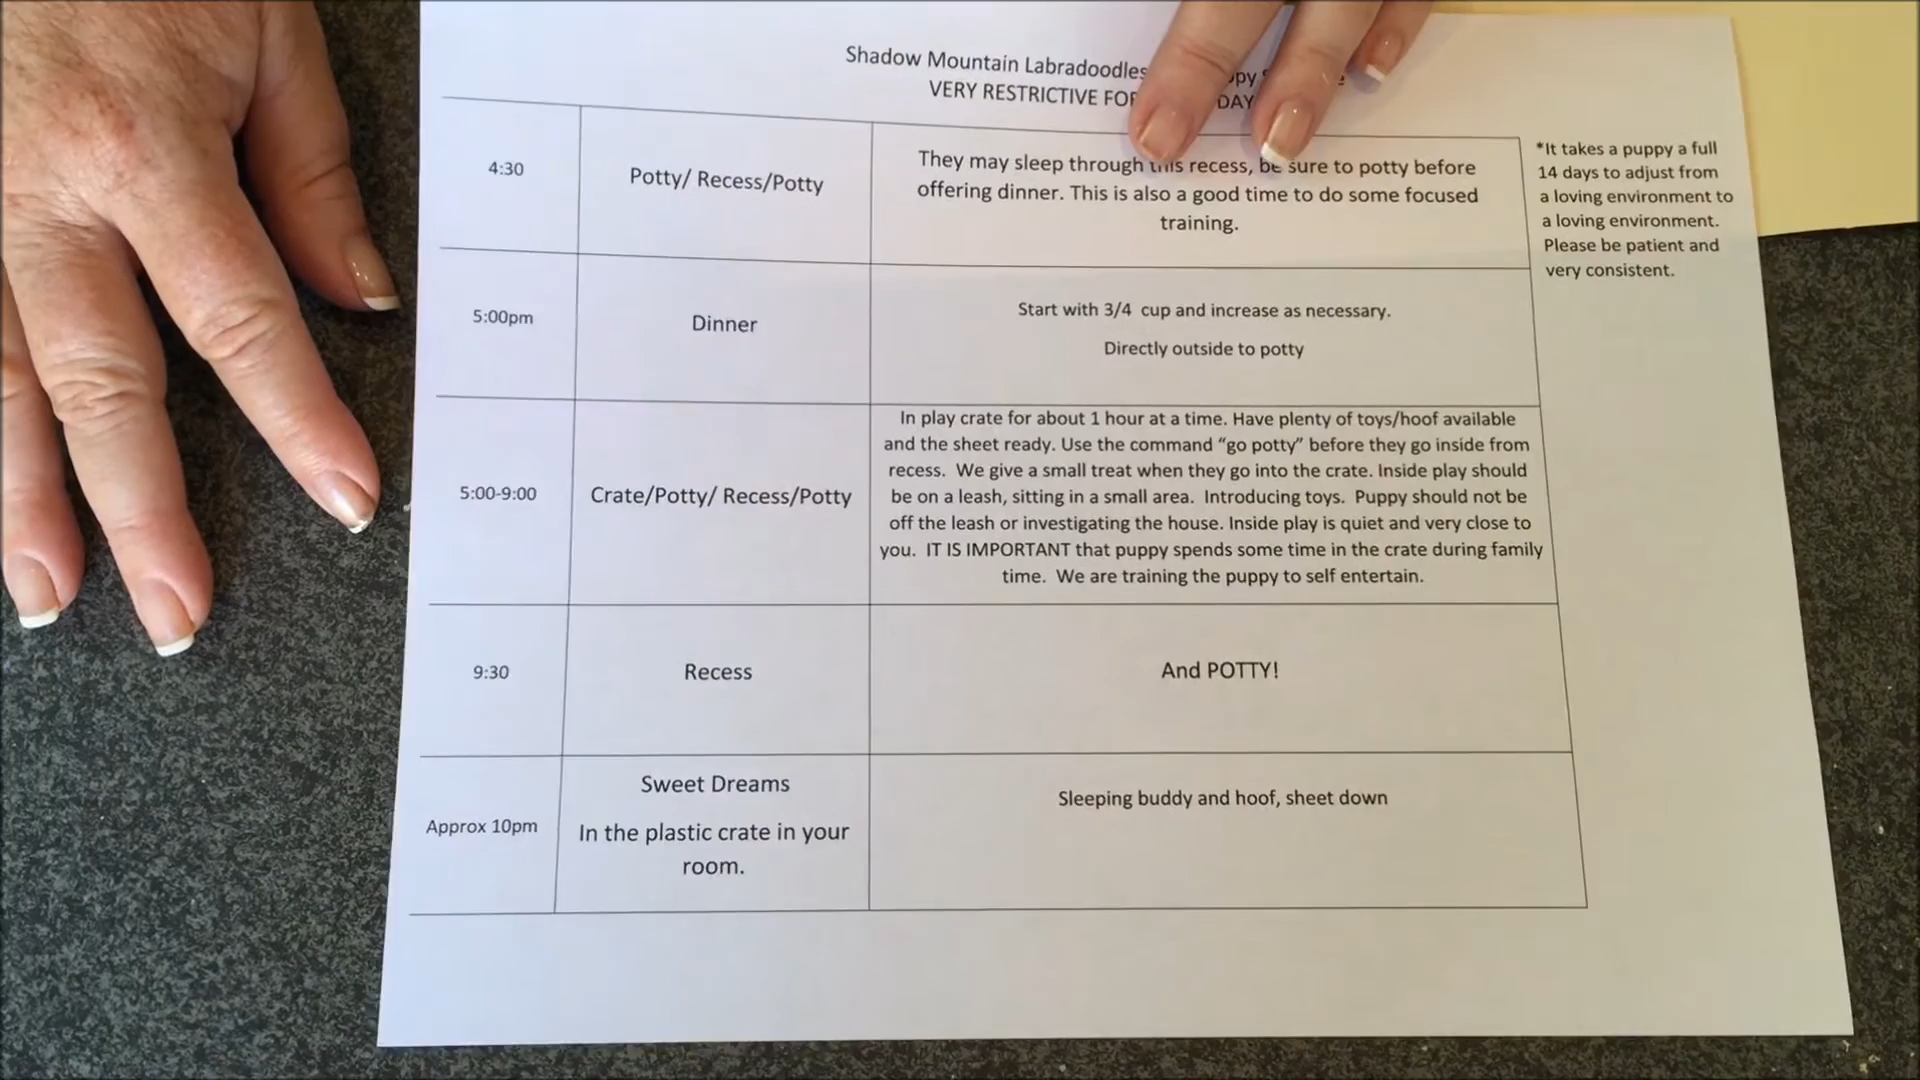 Shadow Mountain Labradoodles
VERY RESTRICTIVE FOR DAY
4:30
Potty/ Recess/Potty
They may sleep through this recess, be sure to potty before
offering dinner. This is also a good time to do some focused
training.
*It takes a puppy a full
14 days to adjust from
a loving environment to
a loving environment.
Please be patient and
very consistent.
5:00pm
Dinner
Start with 3/4 cup and increase as necessary.
Directly outside to potty
5:00-9:00
Crate/Potty/ Recess/Potty
In play crate for about 1 hour at a time. Have plenty of toys/hoof available
and the sheet ready. Use the command “go potty” before they go inside from
recess. We give a small treat when they go into the crate. Inside play should
be on a leash, sitting in a small area. Introducing toys. Puppy should not be
off the leash or investigating the house. Inside play is quiet and very close to
you. IT IS IMPORTANT that puppy spends some time in the crate during family
time. We are training the puppy to self entertain.
9:30
Recess
And POTTY!
Approx 10pm
Sweet Dreams
In the plastic crate in your
room.
Sleeping buddy and hoof, sheet down